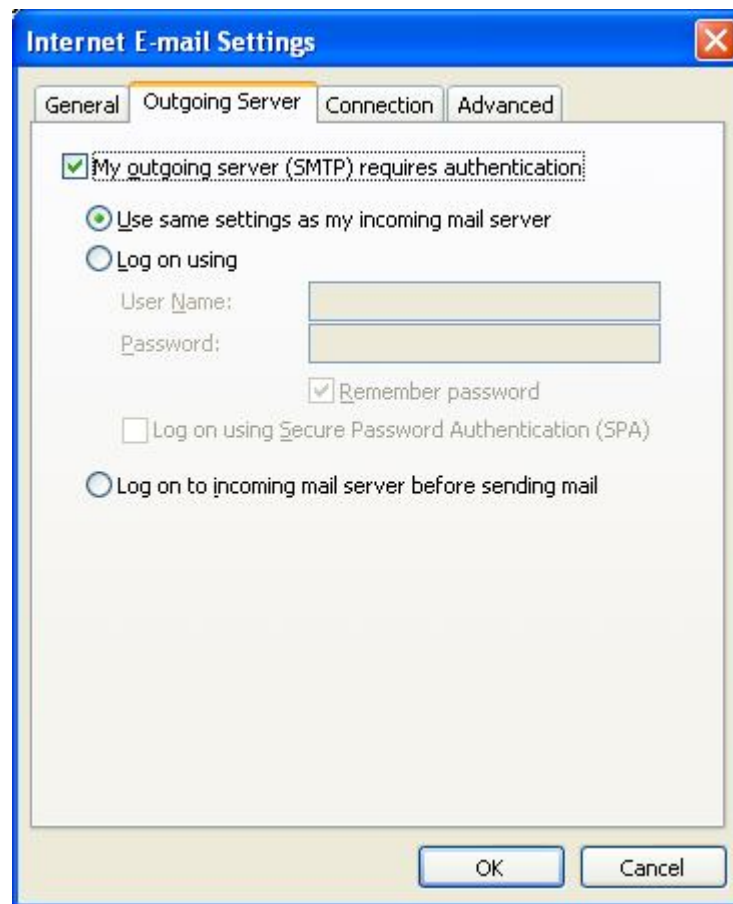 Internet E-mail Settings
General Outgoing Server Connection Advanced
My outgoing server (SMTP) requires authentication
Use same settings as my incoming mail server
Log on using
User Name:
Password:
Remember password
Log on using Secure Password Authentication (SPA)
Log on to incoming mail server before sending mail
OK Cancel